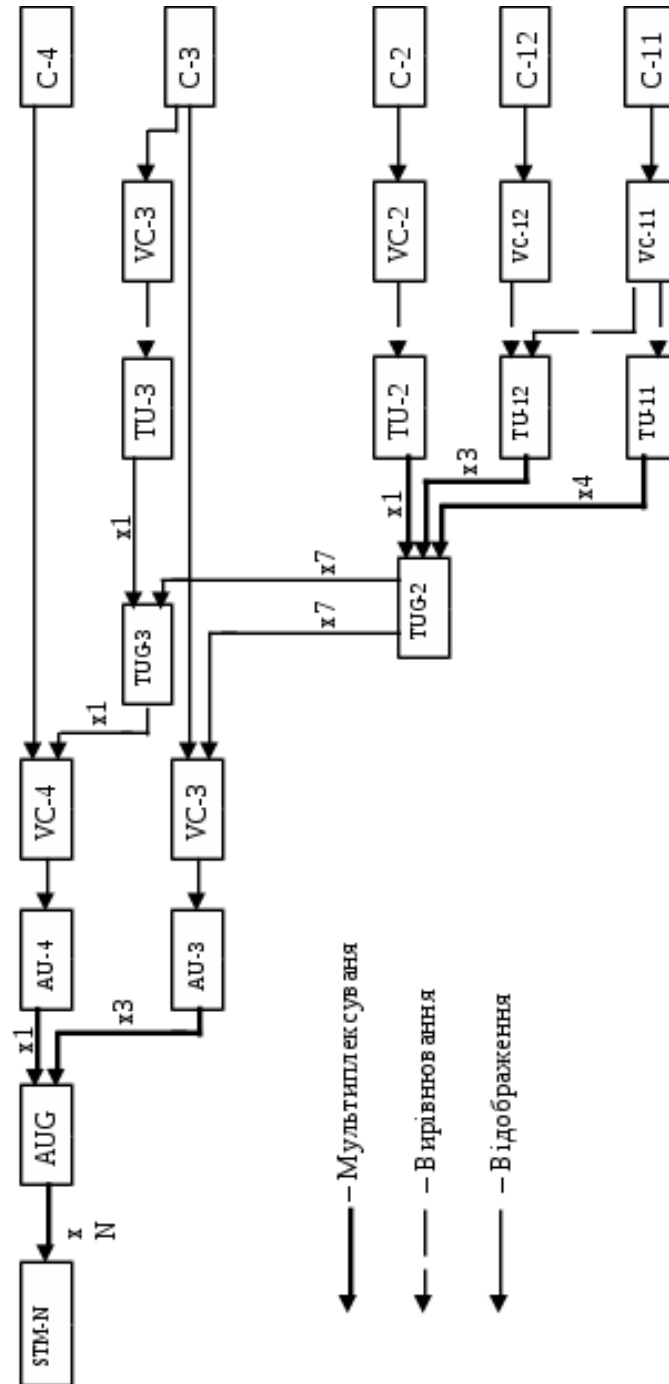 x1
STM-N
AUG
AU-4
VC-4
C-4
x
N
x1
x3
x1
TUG-3
TU-3
VC-3
AU-3
VC-3
C-3
x7
x7
– Мультиплексуваня
x1
TU-2
VC-2
C-2
– Вирівнювання
TUG-2
x3
– Відображення
TU-12
VC-12
C-12
x4
TU-11
VC-11
C-11